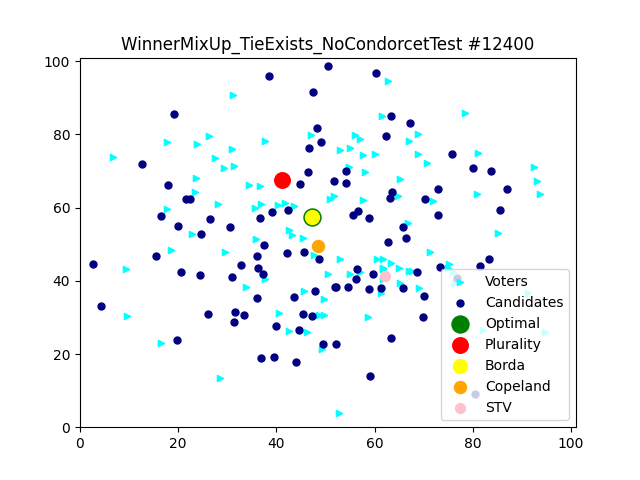 WinnerMixUp_TieExists_NoCondorcetTest #12400
100
80
60
40
20
0
0
20
40
60
80
100
Voters
Candidates
Optimal
Plurality
Borda
Copeland
STV